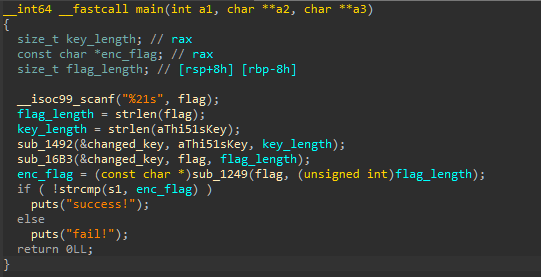 __int64 __fastcall main(int a1, char **a2, char **a3)
{
  size_t key_length; // rax
  const char *enc_flag; // rax
  size_t flag_length; // [rsp+8h] [rbp-8h]

  __isoc99_scanf("%21s", flag);
  flag_length = strlen(flag);
  key_length = strlen(aThi51sKey);
  sub_1492(&changed_key, aThi51sKey, key_length);
  sub_16B3(&changed_key, flag, flag_length);
  enc_flag = (const char *)sub_1249(flag, (unsigned int)flag_length);
  if ( !strcmp(s1, enc_flag) )
    puts("success!");
  else
    puts("fail!");
  return 0LL;
}